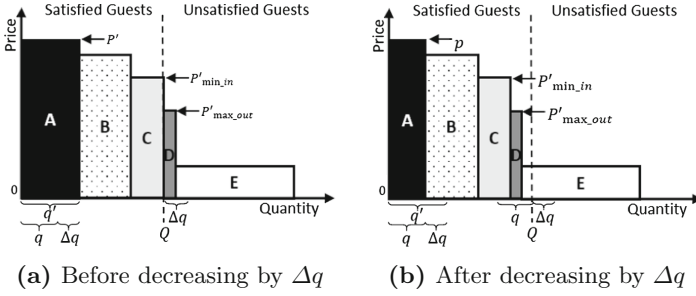 Satisfied Guests Unsatisfied Guests
Price
P'
P'min_in
P'max_out
A
B
C
D
E
0
Quantity
q'
q Δq
Δq
Q
(a) Before decreasing by Δq
Satisfied Guests Unsatisfied Guests
Price
p
P'min_in
P'max_out
A
B
C
D
E
0
Quantity
q'
q Δq
q Δq
Q
(b) After decreasing by Δq